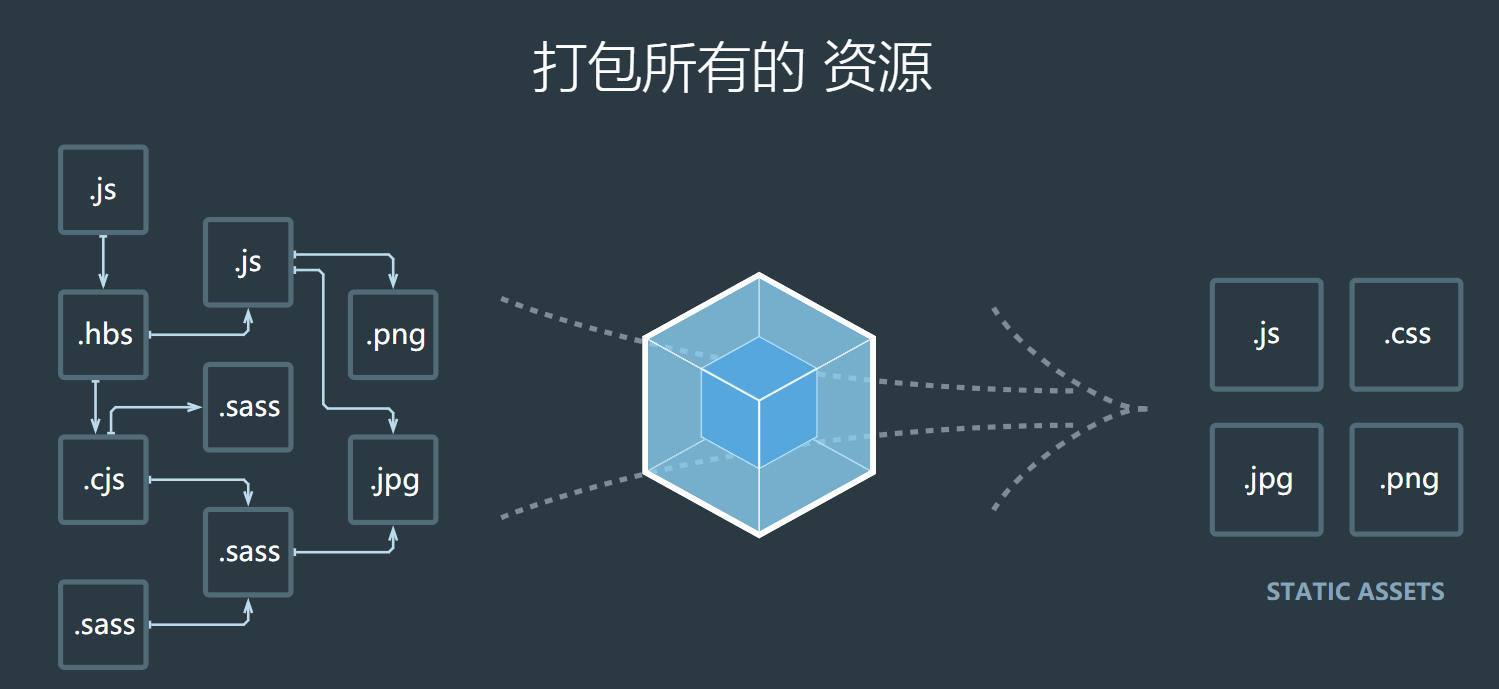 打包所有的 资源
.js
.js
.hbs
.png
.sass
.cjs
.jpg
.sass
.sass
.js
.css
.jpg
.png
STATIC ASSETS